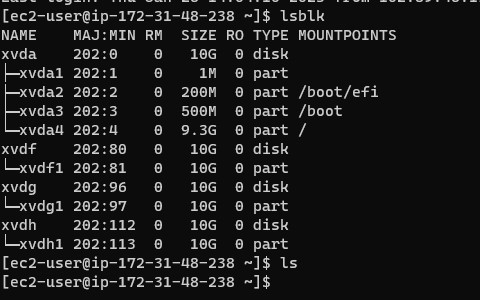 [ec2-user@ip-172-31-48-238 ~]$ lsblk
NAME    MAJ:MIN RM  SIZE RO TYPE MOUNTPOINTS
xvda    202:0    0   10G  0 disk
├─xvda1 202:1    0    1M  0 part
├─xvda2 202:2    0  200M  0 part /boot/efi
├─xvda3 202:3    0  500M  0 part /boot
└─xvda4 202:4    0  9.3G  0 part /
xvdf    202:80   0   10G  0 disk
└─xvdf1 202:81   0   10G  0 part
xvdg    202:96   0   10G  0 disk
└─xvdg1 202:97   0   10G  0 part
xvdh    202:112  0   10G  0 disk
└─xvdh1 202:113  0   10G  0 part
[ec2-user@ip-172-31-48-238 ~]$ ls
[ec2-user@ip-172-31-48-238 ~]$